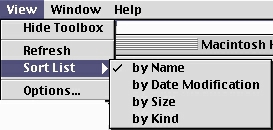 View Window Help
Hide Toolbox
Macintosh
Refresh
Sort List
by Name
by Date Modification
by Size
by Kind
Options...